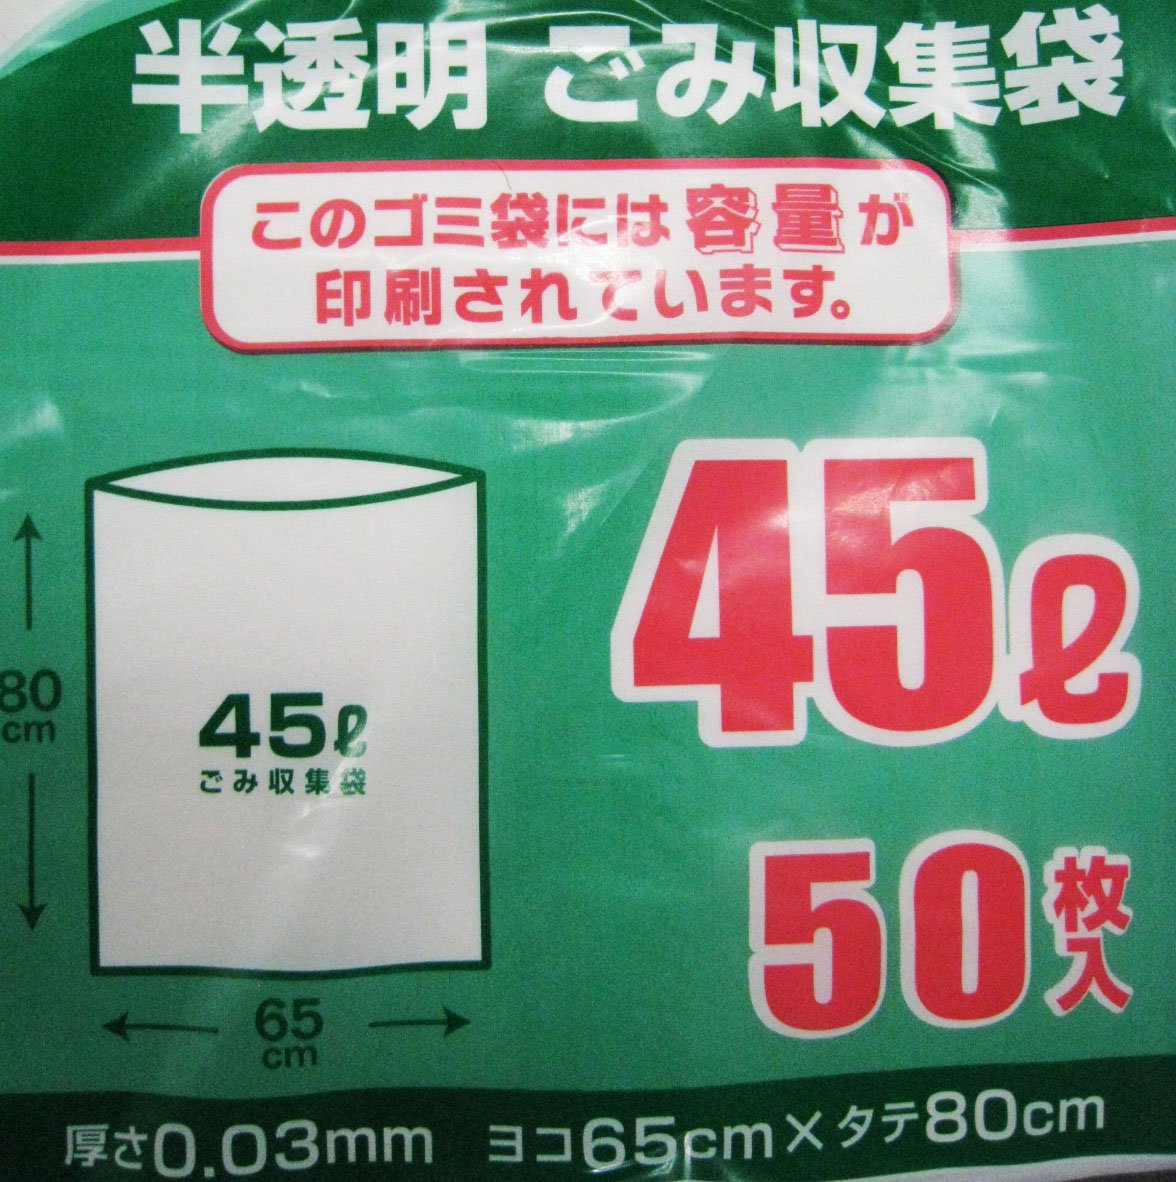 半透明 ごみ収集袋
このゴミ袋には容量が
印刷されています。
45ℓ
80
cm
45ℓ
ごみ収集袋
50枚入
65
cm
厚さ0.03mm ヨコ65cm×タテ80cm